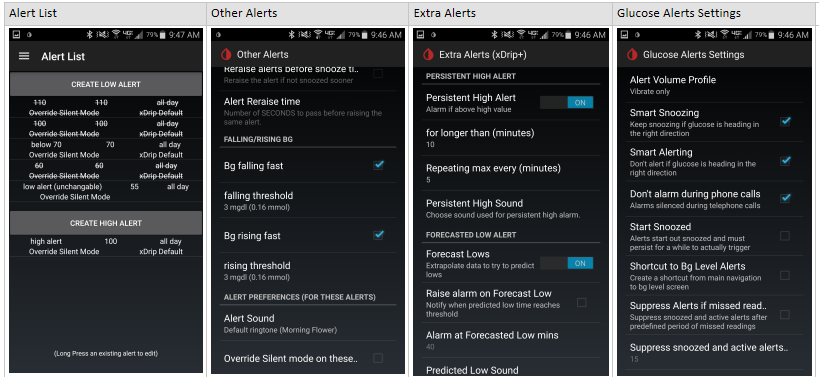 Alert List
79% 9:47 AM
Alert List
CREATE LOW ALERT
110 110 all day
Override Silent Mode xDrip Default
100 100 all day
Override Silent Mode xDrip Default
below 70 70 all day
Override Silent Mode xDrip Default
60 60 all day
Override Silent Mode xDrip Default
low alert (unchangable) 55 all day
Override Silent Mode
CREATE HIGH ALERT
high alert 100 all day
Override Silent Mode xDrip Default
(Long Press an existing alert to edit)
Other Alerts
79% 9:46 AM
Other Alerts
Reraise alerts before snooze ti..
Reraise the alert if not snoozed sooner
Alert Reraise time
Number of SECONDS to pass before raising the
same alert.
FALLING/RISING BG
Bg falling fast
falling threshold
3 mgdl (0.16 mmol)
Bg rising fast
rising threshold
3 mgdl (0.16 mmol)
ALERT PREFERENCES (FOR THESE ALERTS)
Alert Sound
Default ringtone (Morning Flower)
Override Silent mode on these..
Extra Alerts
79% 9:46 AM
Extra Alerts (xDrip+)
PERSISTENT HIGH ALERT
Persistent High Alert
Alarm if above high value
ON
for longer than (minutes)
10
Repeating max every (minutes)
5
Persistent High Sound
Choose sound used for persistent high alarm.
FORECASTED LOW ALERT
Forecast Lows
Extrapolate data to try to predict
lows
ON
Raise alarm on Forecast Low
Notify when predicted low time reaches
threshold
Alarm at Forecasted Low mins
40
Predicted Low Sound
Glucose Alerts Settings
79% 9:46 AM
Glucose Alerts Settings
Alert Volume Profile
Vibrate only
Smart Snoozing
Keep snoozing if glucose is heading in
the right direction
Smart Alerting
Don't alert if glucose is heading in the
right direction
Don't alarm during phone calls
Alarms silenced during telephone calls
Start Snoozed
Alerts start out snoozed and must
persist for a while to actually trigger
Shortcut to Bg Level Alerts
Create a shortcut from main navigation
to bg level screen
Suppress Alerts if missed read..
Suppress snoozed and active alerts after
predefined period of missed readings
Suppress snoozed and active alerts..
15